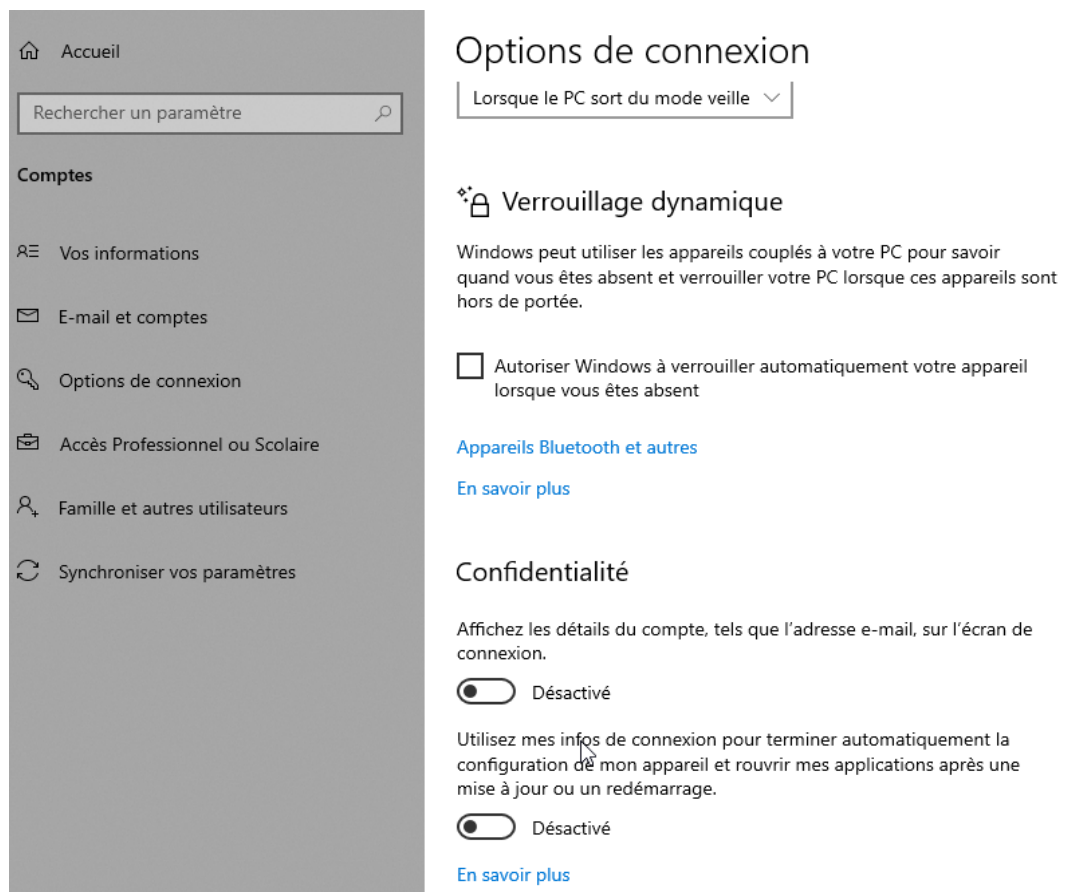 Accueil
Rechercher un paramètre
Comptes
Vos informations
E-mail et comptes
Options de connexion
Accès Professionnel ou Scolaire
Famille et autres utilisateurs
Synchroniser vos paramètres
Options de connexion
Lorsque le PC sort du mode veille
Verrouillage dynamique
Windows peut utiliser les appareils couplés à votre PC pour savoir
quand vous êtes absent et verrouiller votre PC lorsque ces appareils sont
hors de portée.
Autoriser Windows à verrouiller automatiquement votre appareil
lorsque vous êtes absent
Appareils Bluetooth et autres
En savoir plus
Confidentialité
Affichez les détails du compte, tels que l’adresse e-mail, sur l’écran de
connexion.
Désactivé
Utilisez mes infos de connexion pour terminer automatiquement la
configuration de mon appareil et rouvrir mes applications après une
mise à jour ou un redémarrage.
Désactivé
En savoir plus